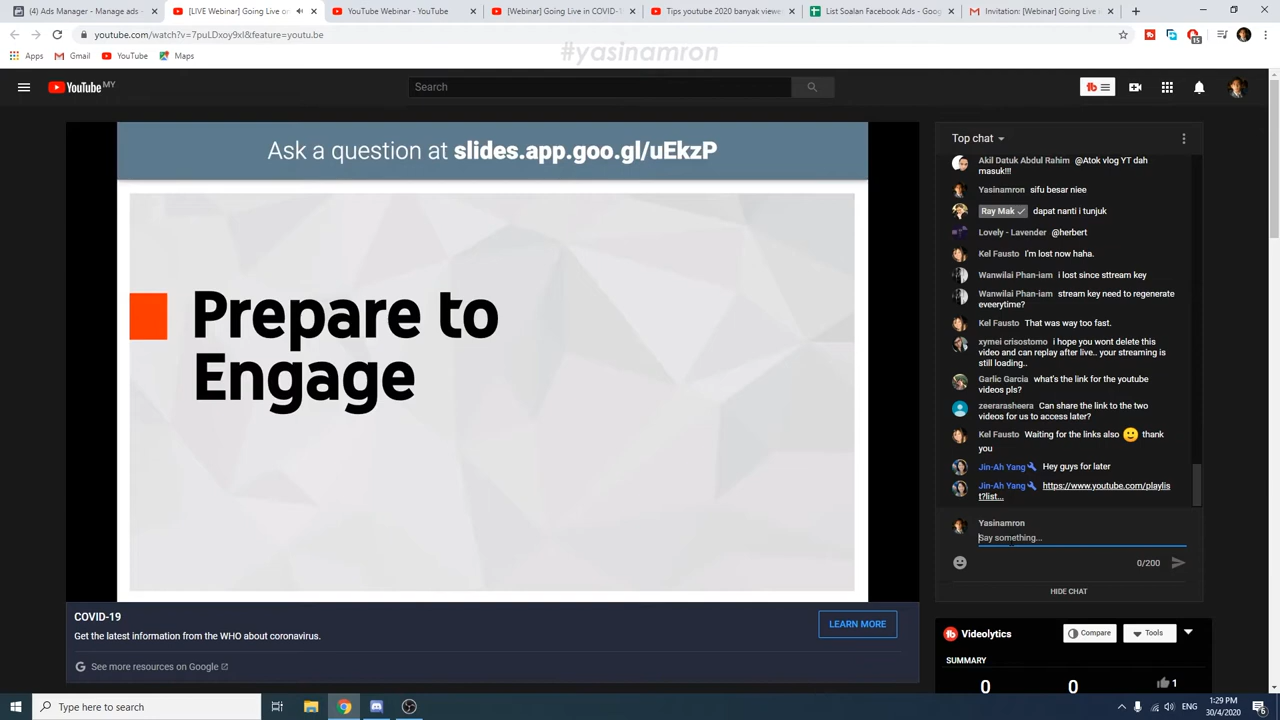 (4) Ads Manager - Manage ads -
[LIVE Webinar] Going Live or
YouTube Webinar - YouTube
[Webinar] Going Live in COVID-1
Tips youtube 2020 banyak views
List Soalan Facebook Ads - Goog
Invitation: [Webinar] Going Live
youtube.com/watch?v=7puLDxoy9xI&feature=youtu.be
15
Apps
Gmail
YouTube
Maps
#yasinamron
YouTube MY
Search
Ask a question at slides.app.goo.gl/uEkzP
Prepare to
Engage
Top chat
Akil Datuk Abdul Rahim @Atok vlog YT dah
masuk!!!
Yasinamron sifu besar niee
Ray Mak dapat nanti i tunjuk
Lovely - Lavender @herbert
Kel Fausto I'm lost now haha.
Wanwilai Phan-iam i lost since sttream key
Wanwilai Phan-iam stream key need to regenerate
eveerytime?
Kel Fausto That was way too fast.
xymei crisostomo i hope you wont delete this
video and can replay after live.. your streaming is
still loading..
Garlic Garcia what's the link for the youtube
videos pls?
zeerarasheera Can share the link to the two
videos for us to access later?
Kel Fausto Waiting for the links also thank
you
Jin-Ah Yang Hey guys for later
Jin-Ah Yang https://www.youtube.com/playlis
t?list...
Yasinamron
Say something...
0/200
HIDE CHAT
COVID-19
Get the latest information from the WHO about coronavirus.
LEARN MORE
See more resources on Google
Videolytics
Compare
Tools
SUMMARY
0
0
1
Type here to search
ENG
1:29 PM
30/4/2020
6